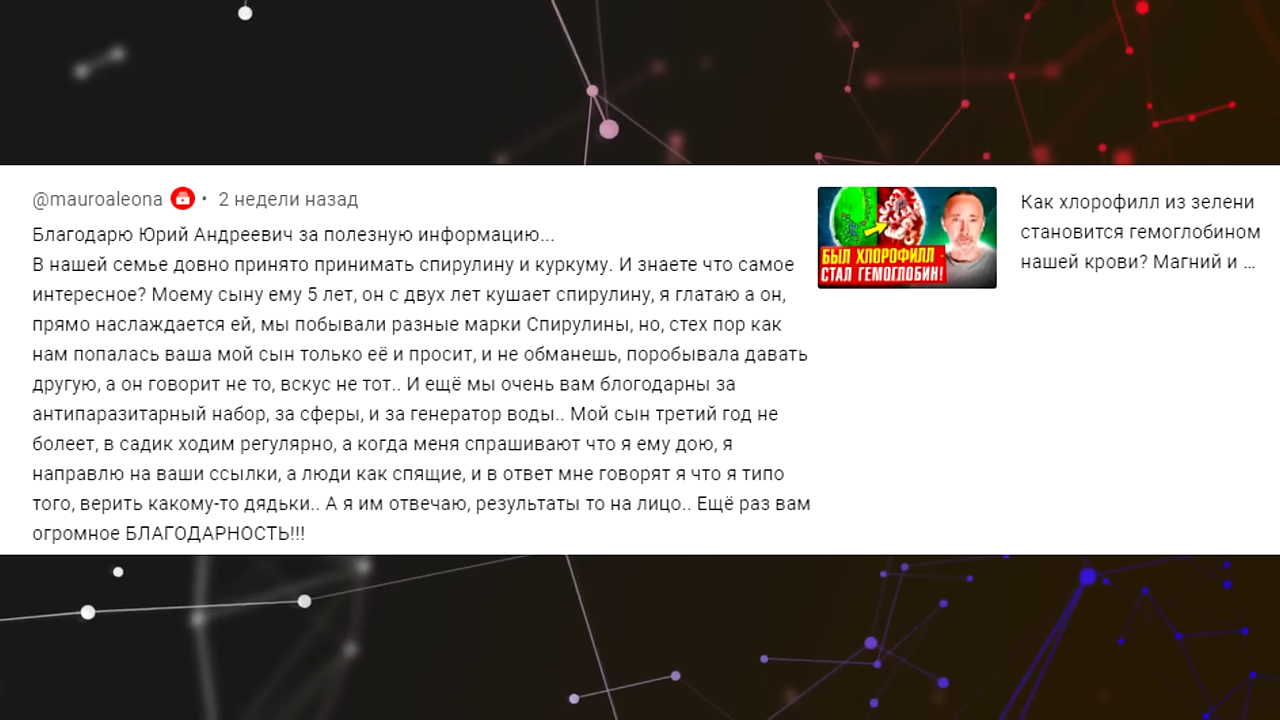 @mauroaleona • 2 недели назад
Благодарю Юрий Андреевич за полезную информацию...
В нашей семье довно принято принимать спирулину и куркуму. И знаете что самое
интересное? Моему сыну ему 5 лет, он с двух лет кушает спирулину, я глатаю а он,
прямо наслаждается ей, мы побывали разные марки Спирулины, но, стех пор как
нам попалась ваша мой сын только её и просит, и не обманешь, поробывала давать
другую, а он говорит не то, вскус не тот.. И ещё мы очень вам блогодарны за
антипаразитарный набор, за сферы, и за генератор воды.. Мой сын третий год не
болеет, в садик ходим регулярно, а когда меня спрашивают что я ему дою, я
направлю на ваши ссылки, а люди как спящие, и в ответ мне говорят я что я типо
того, верить какому-то дядьки.. А я им отвечаю, результаты то на лицо.. Ещё раз вам
огромное БЛАГОДАРНОСТЬ!!!
БЫЛ ХЛОРОФИЛЛ -
СТАЛ ГЕМОГЛОБИН!
Как хлорофилл из зелени
становится гемоглобином
нашей крови? Магний и ...